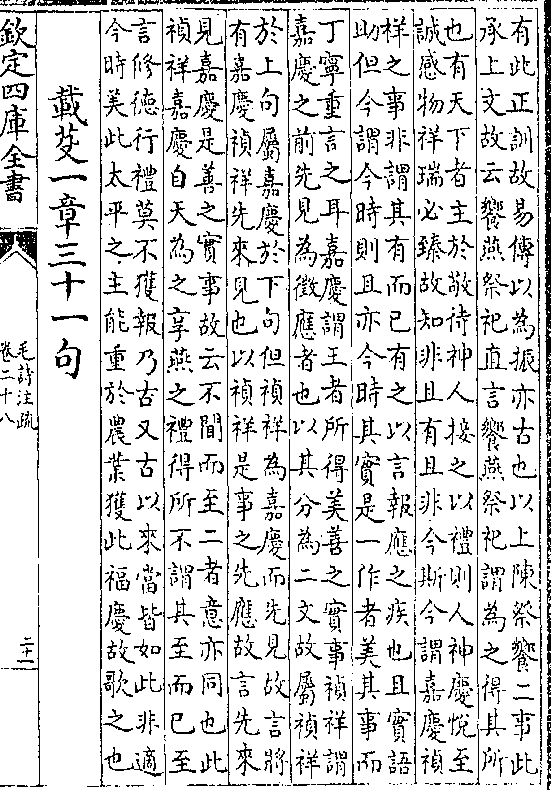 有此正訓故易傳以為振亦古也以上陳祭饗二事此
承上文故云饗燕祭祀直言饗燕祭祀謂為之得其所
也有天下者主於敬待神人接之以禮則人神慶悅至
誠感物祥瑞必臻故知非且有且非今斯今謂嘉慶禎
祥之事非謂其有而已有之以言報應之疾也且實語
助但今謂今時則且亦今時其實是一作者美其事而
丁寧重言之耳嘉慶謂王者所得美善之實事禎祥謂
嘉慶之前先見為徵應者也以其分為二文故屬禎祥
於上句屬嘉慶於下句但禎祥為嘉慶而先見故言將
有嘉慶禎祥先來見也以禎祥是事之先應故言先來
見嘉慶是善之實事故云不聞而至二者意亦同也此
禎祥嘉慶自天為之享燕之禮得所不謂其至而已至
言修德行禮莫不獲報乃古又古以來當皆如此非適
今時美此太平之主能重於農業獲此福慶故歌之也
載芟一章三十一句
欽定四庫全書
毛詩注疏
卷二十八
二十一